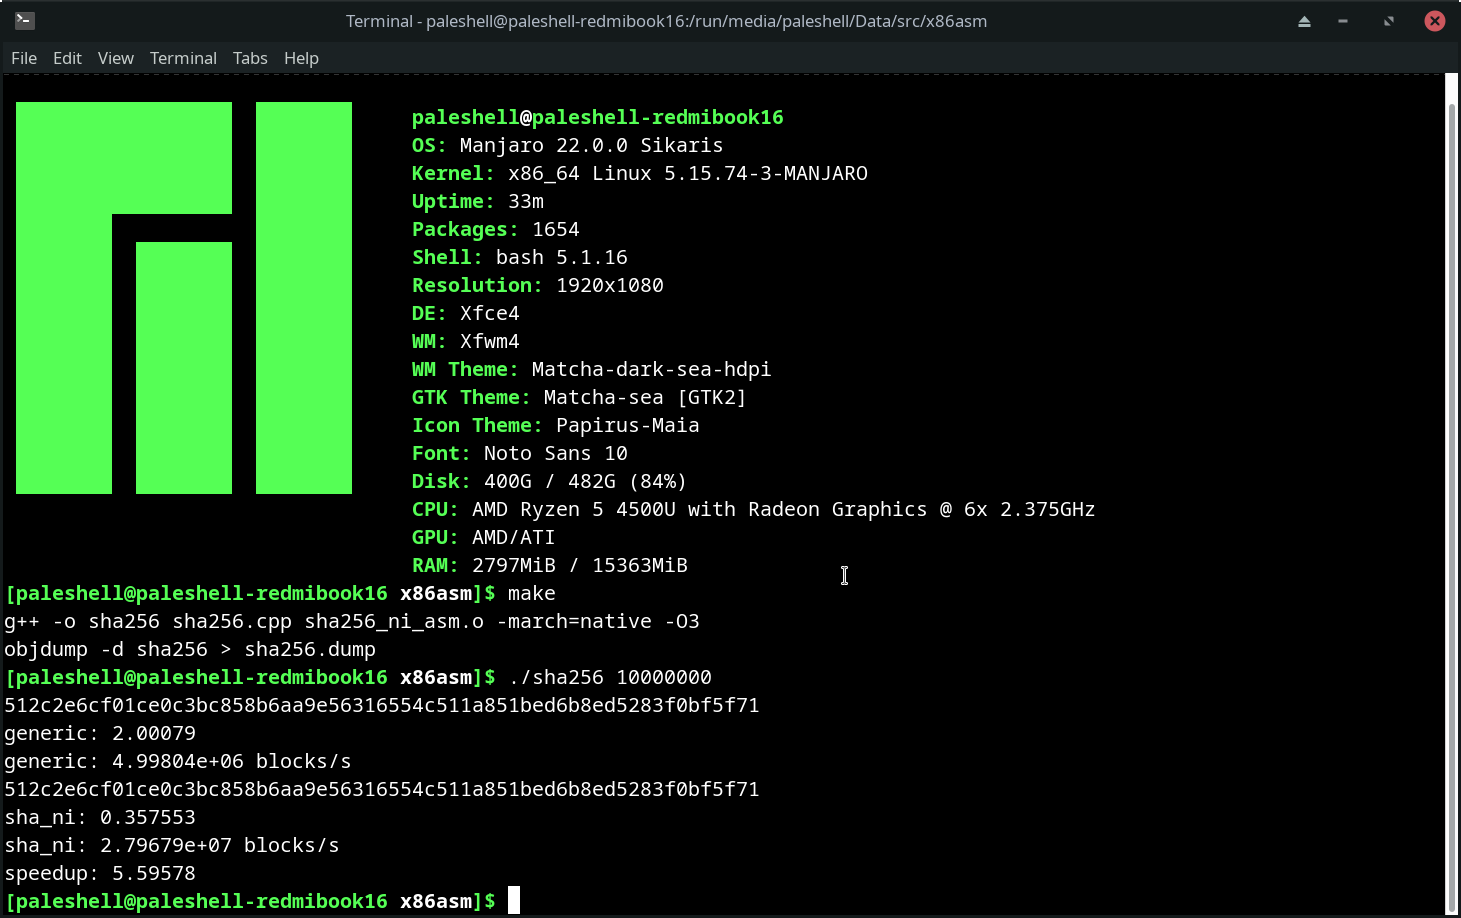 Terminal - paleshell@paleshell-redmibook16:/run/media/paleshell/Data/src/x86asm
File Edit View Terminal Tabs Help
paleshell@paleshell-redmibook16
OS: Manjaro 22.0.0 Sikaris
Kernel: x86_64 Linux 5.15.74-3-MANJARO
Uptime: 33m
Packages: 1654
Shell: bash 5.1.16
Resolution: 1920x1080
DE: Xfce4
WM: Xfwm4
WM Theme: Matcha-dark-sea-hdpi
GTK Theme: Matcha-sea [GTK2]
Icon Theme: Papirus-Maia
Font: Noto Sans 10
Disk: 400G / 482G (84%)
CPU: AMD Ryzen 5 4500U with Radeon Graphics @ 6x 2.375GHz
GPU: AMD/ATI
RAM: 2797MiB / 15363MiB
[paleshell@paleshell-redmibook16 x86asm]$ make
g++ -o sha256 sha256.cpp sha256_ni_asm.o -march=native -O3
objdump -d sha256 > sha256.dump
[paleshell@paleshell-redmibook16 x86asm]$ ./sha256 10000000
512c2e6cf01ce0c3bc858b6aa9e56316554c511a851bed6b8ed5283f0bf5f71
generic: 2.00079
generic: 4.99804e+06 blocks/s
512c2e6cf01ce0c3bc858b6aa9e56316554c511a851bed6b8ed5283f0bf5f71
sha_ni: 0.357553
sha_ni: 2.79679e+07 blocks/s
speedup: 5.59578
[paleshell@paleshell-redmibook16 x86asm]$